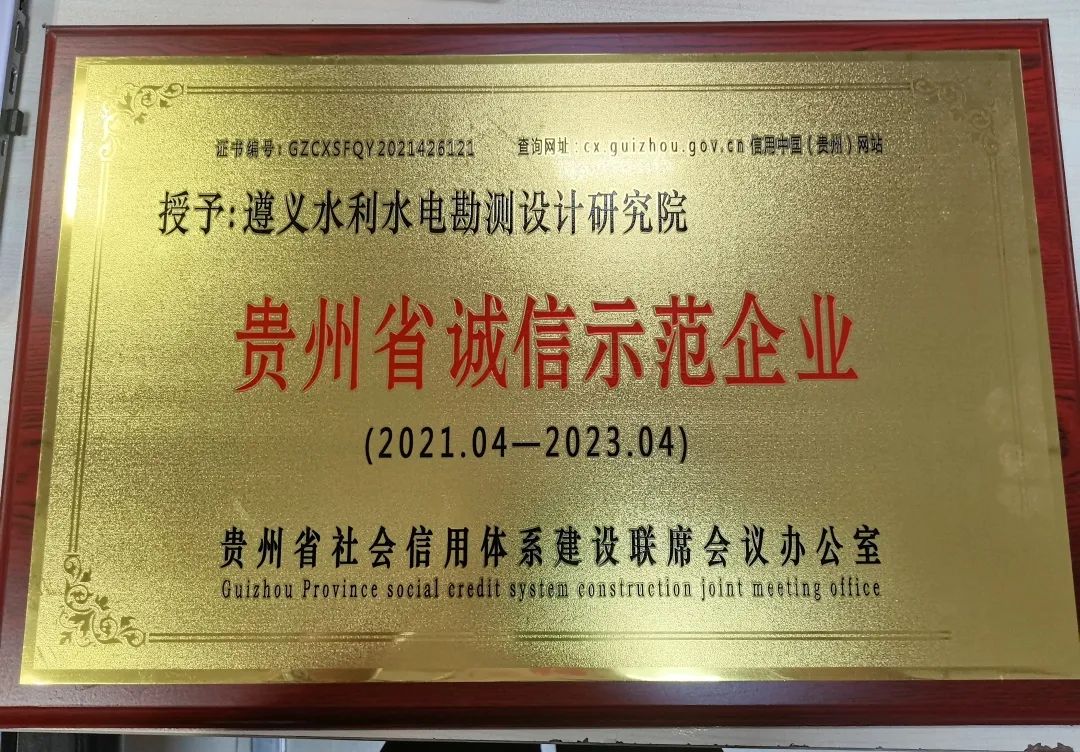 证书编号:GZCXSFQY2021426121 查询网址:cx.guizhou.gov.cn 信用中国(贵州)网站
授予:遵义水利水电勘测设计研究院
贵州省诚信示范企业
(2021.04—2023.04)
贵州省社会信用体系建设联席会议办公室
Guizhou Province social credit system construction joint meeting office